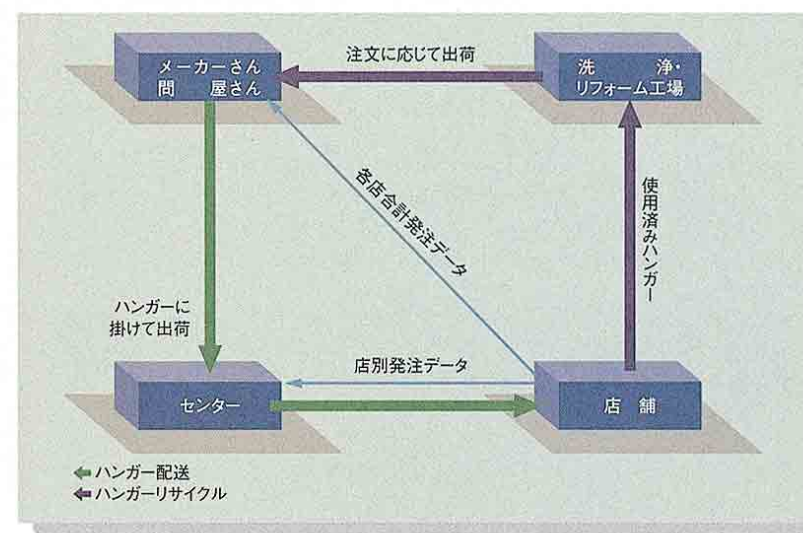 注文に応じて出荷
メーカーさん
問　屋さん
洗　浄・
リフォーム工場
各店合計発注データ
使用済みハンガー
ハンガーに
掛けて出荷
店別発注データ
センター
店　舗
ハンガー配送
ハンガーリサイクル